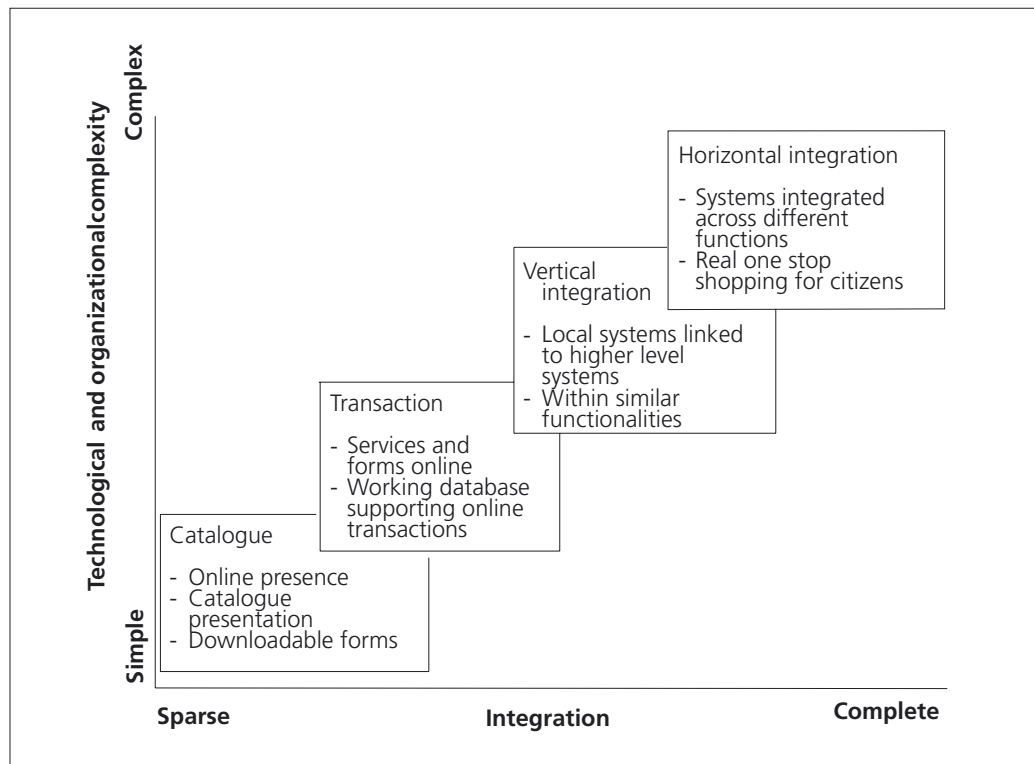 Technological and organizationalcomplexity
Complex
Simple
Horizontal integration
- Systems integrated
across different
functions
- Real one stop
shopping for citizens
Vertical
integration
- Local systems linked
to higher level
systems
- Within similar
functionalities
Transaction
- Services and
forms online
- Working database
supporting online
transactions
Catalogue
- Online presence
- Catalogue
presentation
- Downloadable forms
Sparse
Integration
Complete